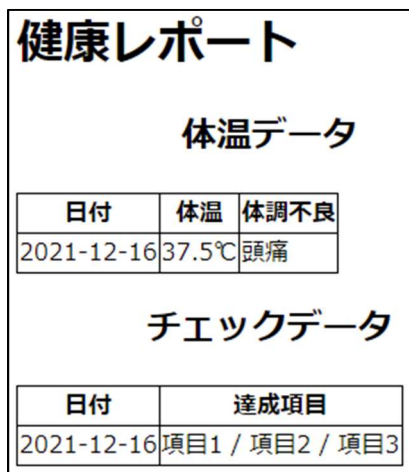 健康レポート
体温データ
日付 体温 体調不良
2021-12-16 37.5℃ 頭痛
チェックデータ
日付 達成項目
2021-12-16 項目1 / 項目2 / 項目3